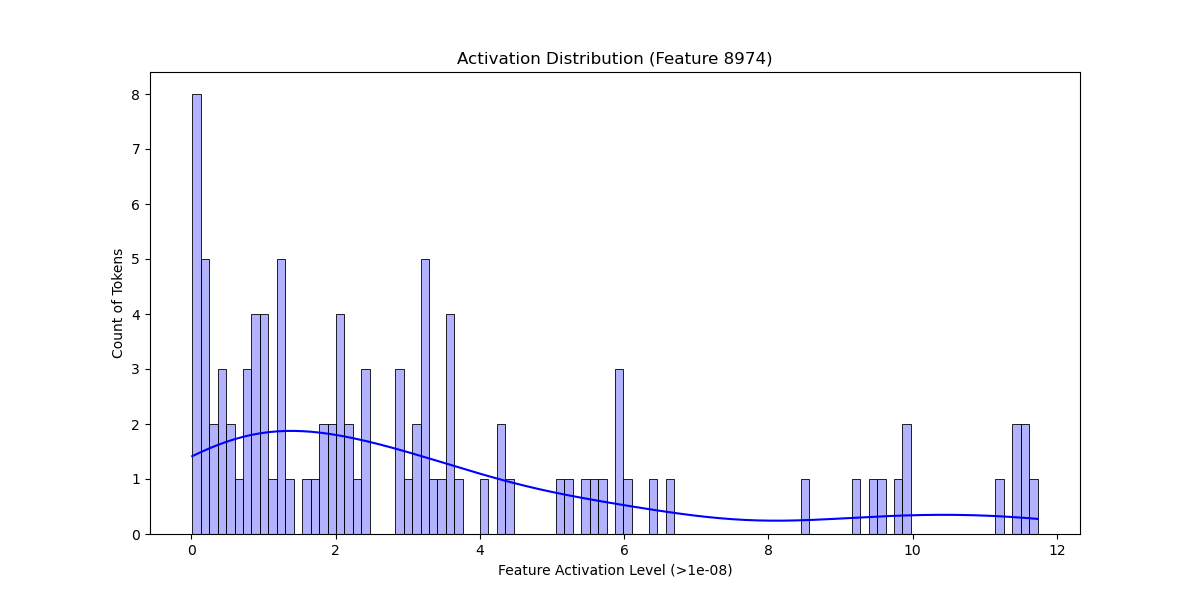 Activation Distribution (Feature 8974)
Count of Tokens
8
7
6
5
4
3
2
1
0
0 2 4 6 8 10 12
Feature Activation Level (>1e-08)